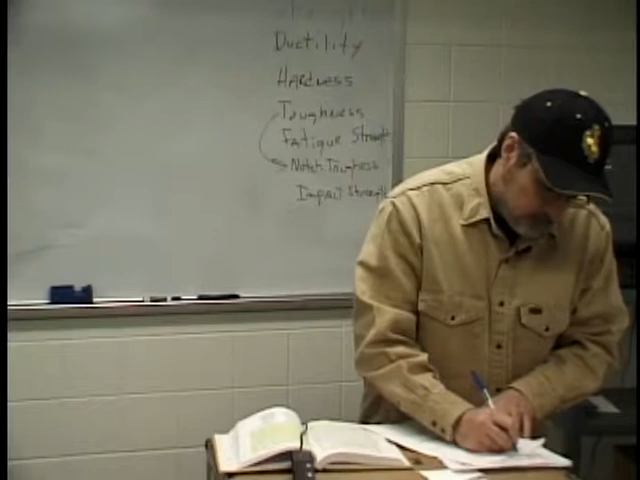 Ductility
Hardness
Toughness
Fatigue Strength
Notch Toughness
Impact Strength